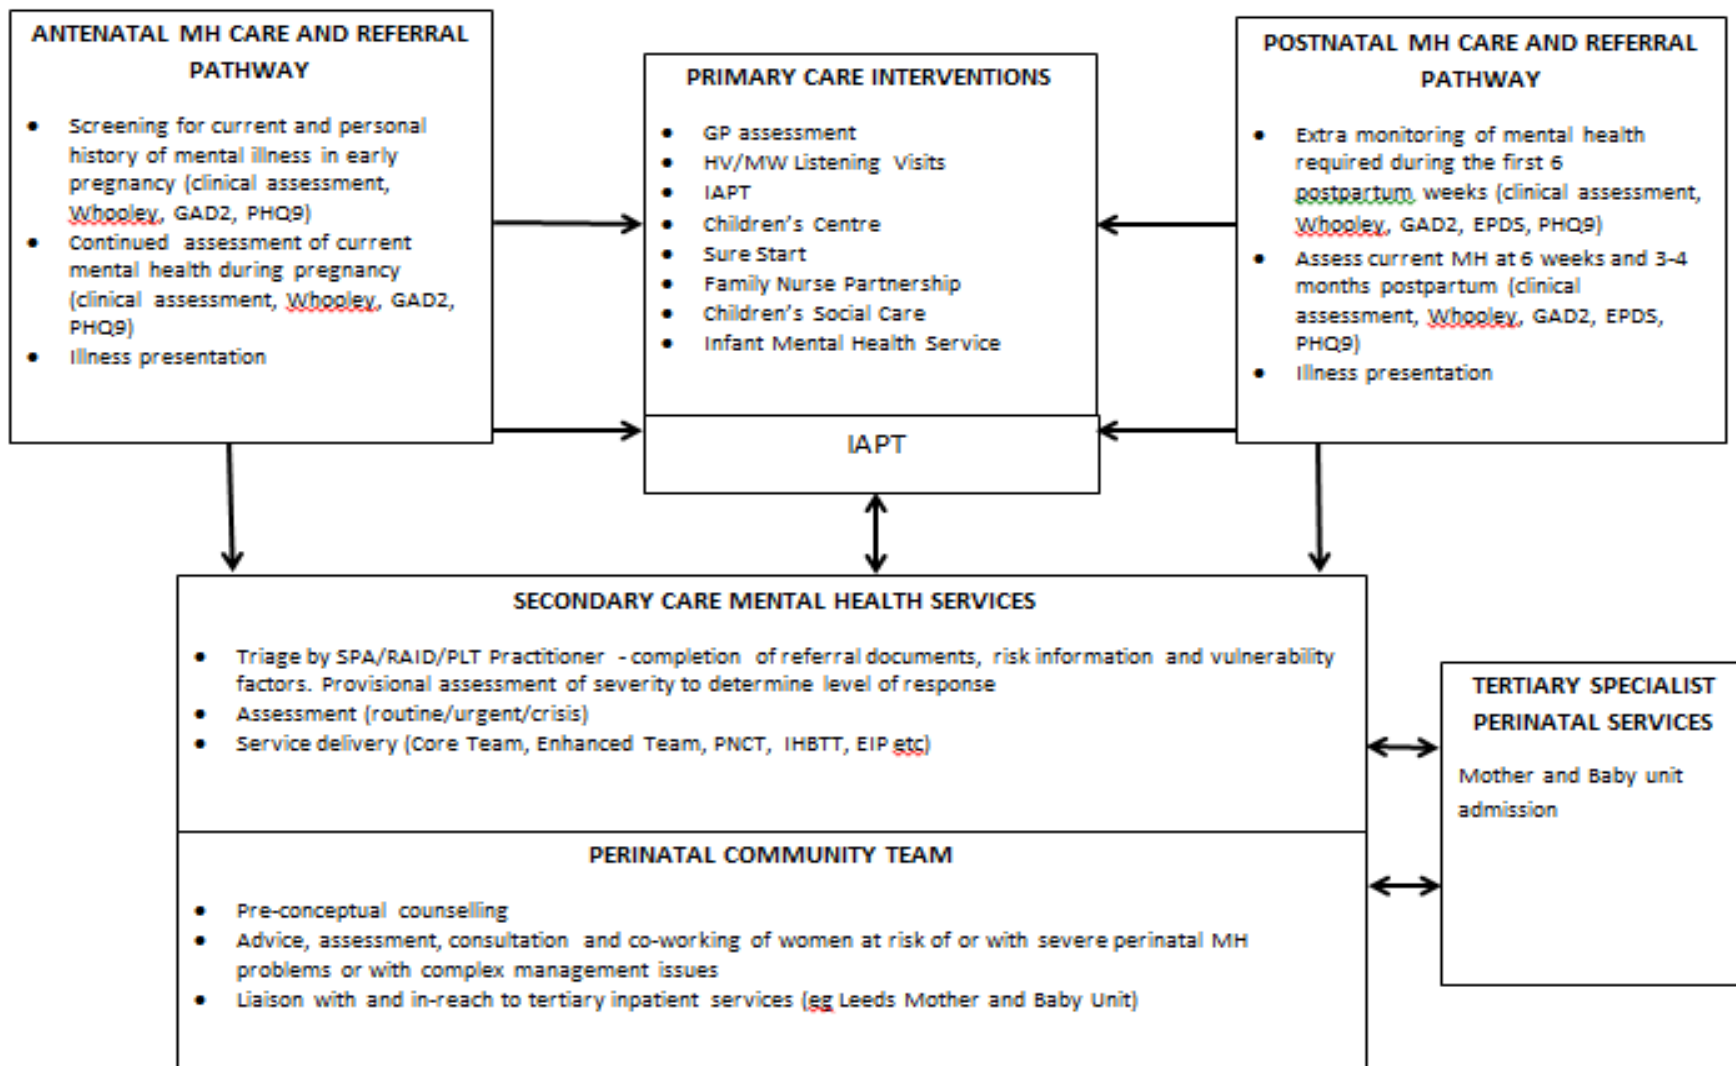 ANTENATAL MH CARE AND REFERRAL
PATHWAY
• Screening for current and personal
history of mental illness in early
pregnancy (clinical assessment,
Whooley, GAD2, PHQ9)
• Continued assessment of current
mental health during pregnancy
(clinical assessment, Whooley, GAD2,
PHQ9)
• Illness presentation
PRIMARY CARE INTERVENTIONS
• GP assessment
• HV/MW Listening Visits
• IAPT
• Children's Centre
• Sure Start
• Family Nurse Partnership
• Children's Social Care
• Infant Mental Health Service
IAPT
POSTNATAL MH CARE AND REFERRAL
PATHWAY
• Extra monitoring of mental health
required during the first 6
postpartum weeks (clinical assessment,
Whooley, GAD2, EPDS, PHQ9)
• Assess current MH at 6 weeks and 3-4
months postpartum (clinical
assessment, Whooley, GAD2, EPDS,
PHQ9)
• Illness presentation
SECONDARY CARE MENTAL HEALTH SERVICES
• Triage by SPA/RAID/PLT Practitioner - completion of referral documents, risk information and vulnerability
factors. Provisional assessment of severity to determine level of response
• Assessment (routine/urgent/crisis)
• Service delivery (Core Team, Enhanced Team, PNCT, IHBTT, EIP etc)
PERINATAL COMMUNITY TEAM
• Pre-conceptual counselling
• Advice, assessment, consultation and co-working of women at risk of or with severe perinatal MH
problems or with complex management issues
• Liaison with and in-reach to tertiary inpatient services (eg Leeds Mother and Baby Unit)
TERTIARY SPECIALIST
PERINATAL SERVICES
Mother and Baby unit
admission